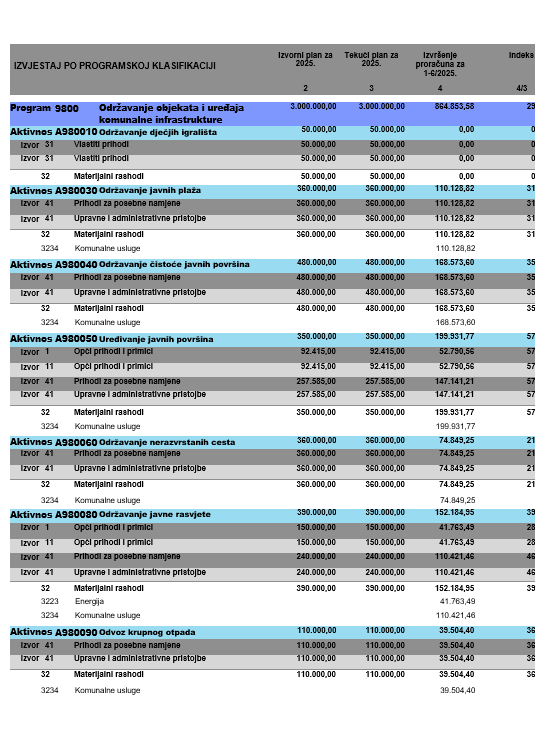 IZVJEŠTAJ PO PROGRAMSKOJ KLASIFIKACIJI Izvorni plan za 2025. Tekući plan za 2025. Izvršenje proračuna za 1-6/2025. Indeks
2 3 4 4/3
Program 9800 Održavanje objekata i uređaja komunalne infrastrukture 3.000.000,00 3.000.000,00 864.853,58 29
Aktivnos A980010 Održavanje dječjih igrališta 50.000,00 50.000,00 0,00 0
Izvor 31 Vlastiti prihodi 50.000,00 50.000,00 0,00 0
Izvor 31 Vlastiti prihodi 50.000,00 50.000,00 0,00 0
32 Materijalni rashodi 50.000,00 50.000,00 0,00 0
Aktivnos A980030 Održavanje javnih plaža 360.000,00 360.000,00 110.128,82 31
Izvor 41 Prihodi za posebne namjene 360.000,00 360.000,00 110.128,82 31
Izvor 41 Upravne i administrativne pristojbe 360.000,00 360.000,00 110.128,82 31
32 Materijalni rashodi 360.000,00 360.000,00 110.128,82 31
3234 Komunalne usluge 110.128,82
Aktivnos A980040 Održavanje čistoće javnih površina 480.000,00 480.000,00 168.573,60 35
Izvor 41 Prihodi za posebne namjene 480.000,00 480.000,00 168.573,60 35
Izvor 41 Upravne i administrativne pristojbe 480.000,00 480.000,00 168.573,60 35
32 Materijalni rashodi 480.000,00 480.000,00 168.573,60 35
3234 Komunalne usluge 168.573,60
Aktivnos A980050 Uređivanje javnih površina 350.000,00 350.000,00 199.931,77 57
Izvor 1 Opći prihodi i primici 92.415,00 92.415,00 52.790,56 57
Izvor 11 Opći prihodi i primici 92.415,00 92.415,00 52.790,56 57
Izvor 41 Prihodi za posebne namjene 257.585,00 257.585,00 147.141,21 57
Izvor 41 Upravne i administrativne pristojbe 257.585,00 257.585,00 147.141,21 57
32 Materijalni rashodi 350.000,00 350.000,00 199.931,77 57
3234 Komunalne usluge 199.931,77
Aktivnos A980060 Održavanje nerazvrstanih cesta 360.000,00 360.000,00 74.849,25 21
Izvor 41 Prihodi za posebne namjene 360.000,00 360.000,00 74.849,25 21
Izvor 41 Upravne i administrativne pristojbe 360.000,00 360.000,00 74.849,25 21
32 Materijalni rashodi 360.000,00 360.000,00 74.849,25 21
3234 Komunalne usluge 74.849,25
Aktivnos A980080 Održavanje javne rasvjete 390.000,00 390.000,00 152.184,95 39
Izvor 1 Opći prihodi i primici 150.000,00 150.000,00 41.763,49 28
Izvor 11 Opći prihodi i primici 150.000,00 150.000,00 41.763,49 28
Izvor 41 Prihodi za posebne namjene 240.000,00 240.000,00 110.421,46 46
Izvor 41 Upravne i administrativne pristojbe 240.000,00 240.000,00 110.421,46 46
32 Materijalni rashodi 390.000,00 390.000,00 152.184,95 39
3223 Energija 41.763,49
3234 Komunalne usluge 110.421,46
Aktivnos A980090 Odvoz krupnog otpada 110.000,00 110.000,00 39.504,40 36
Izvor 41 Prihodi za posebne namjene 110.000,00 110.000,00 39.504,40 36
Izvor 41 Upravne i administrativne pristojbe 110.000,00 110.000,00 39.504,40 36
32 Materijalni rashodi 110.000,00 110.000,00 39.504,40 36
3234 Komunalne usluge 39.504,40